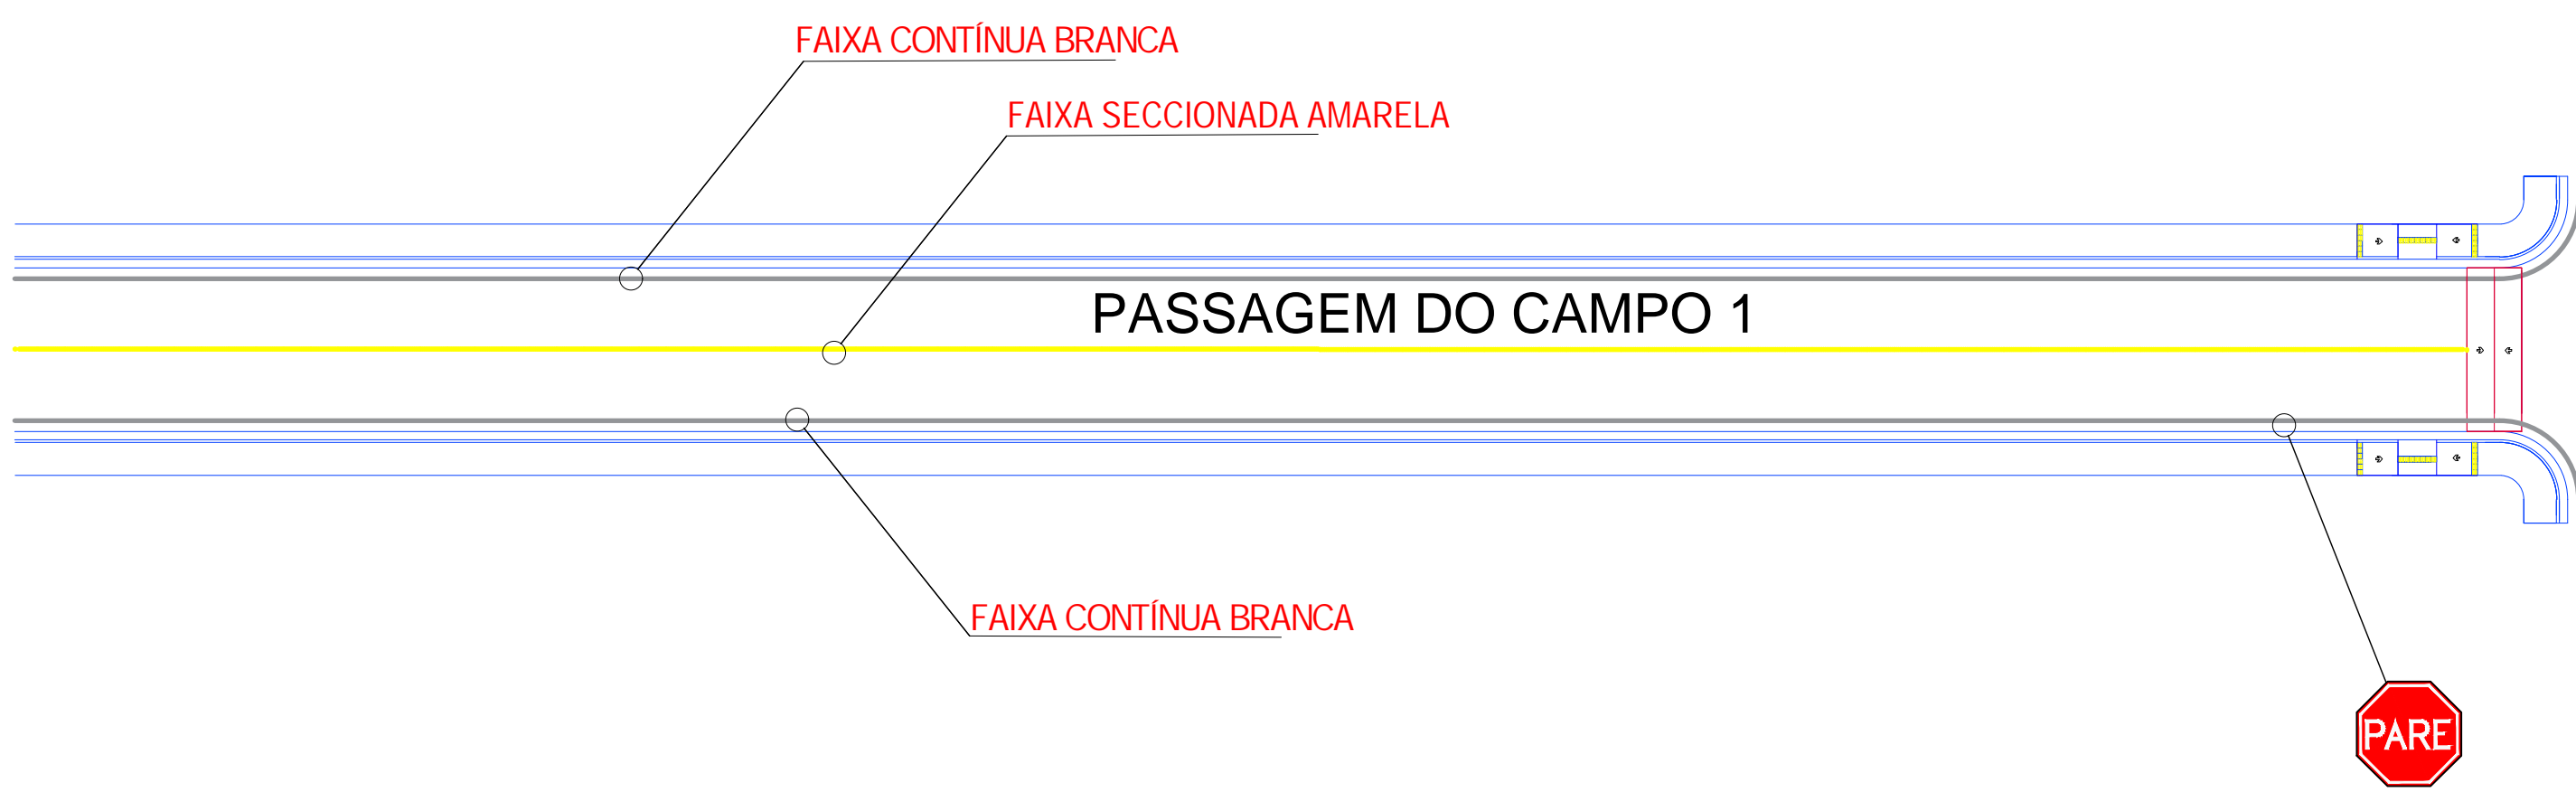 FAIXA CONTÍNUA BRANCA
FAIXA SECCIONADA AMARELA
PASSAGEM DO CAMPO 1
FAIXA CONTÍNUA BRANCA
PARE